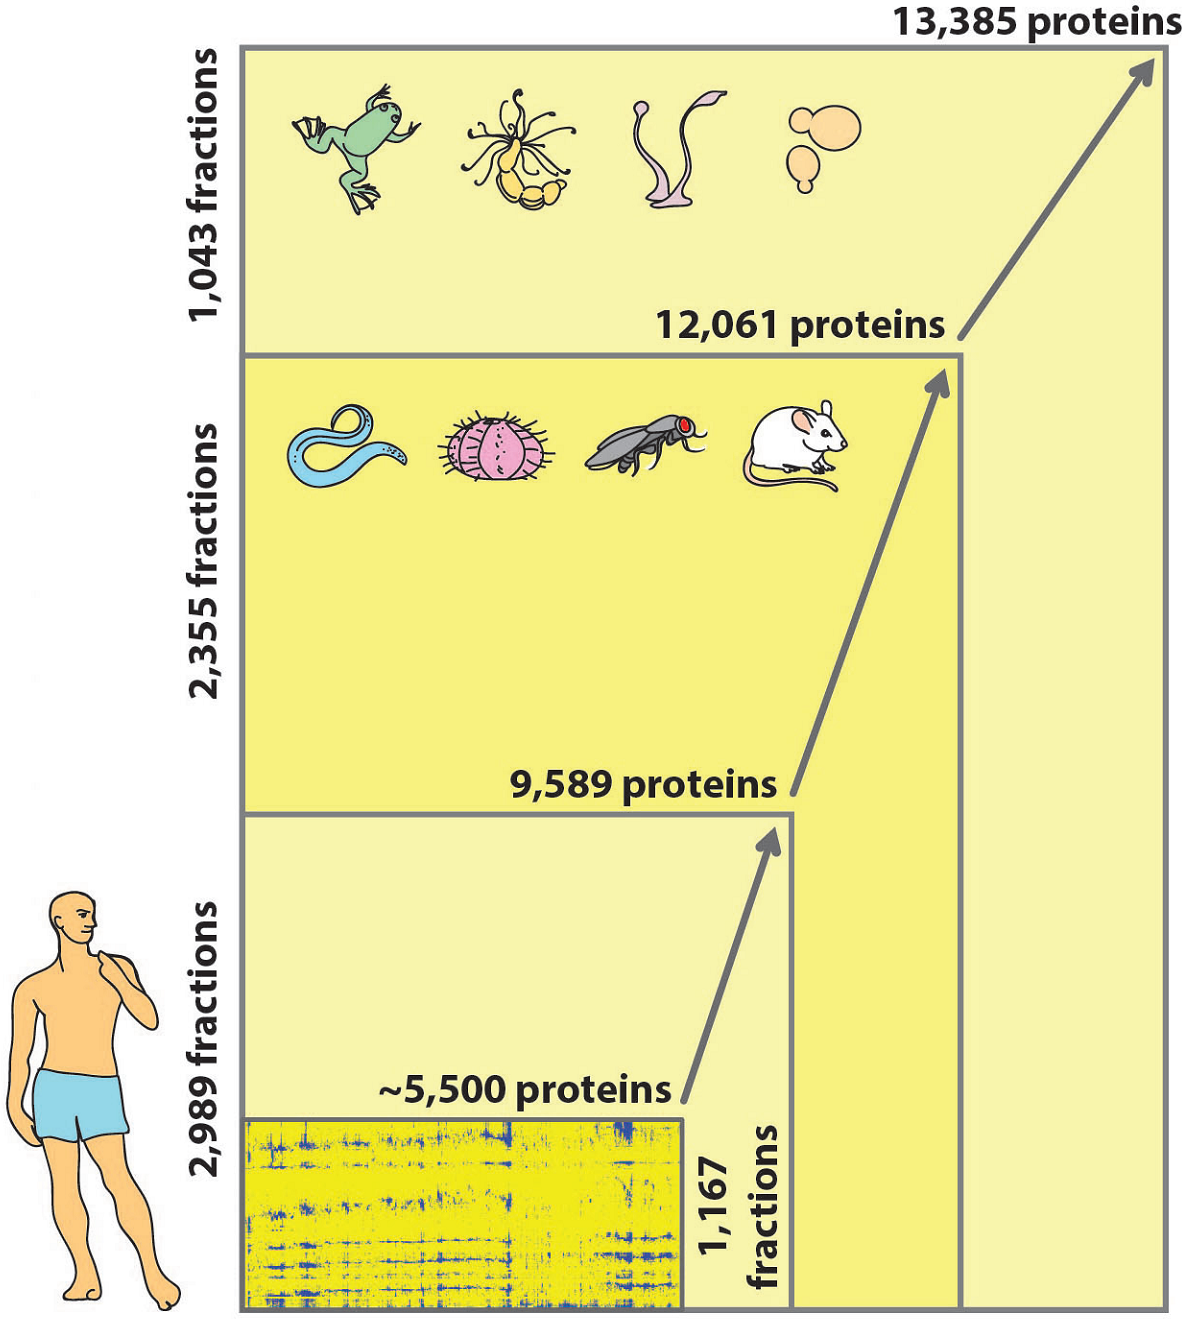 13,385 proteins
1,043 fractions
12,061 proteins
2,355 fractions
9,589 proteins
2,989 fractions
~5,500 proteins
1,167
fractions